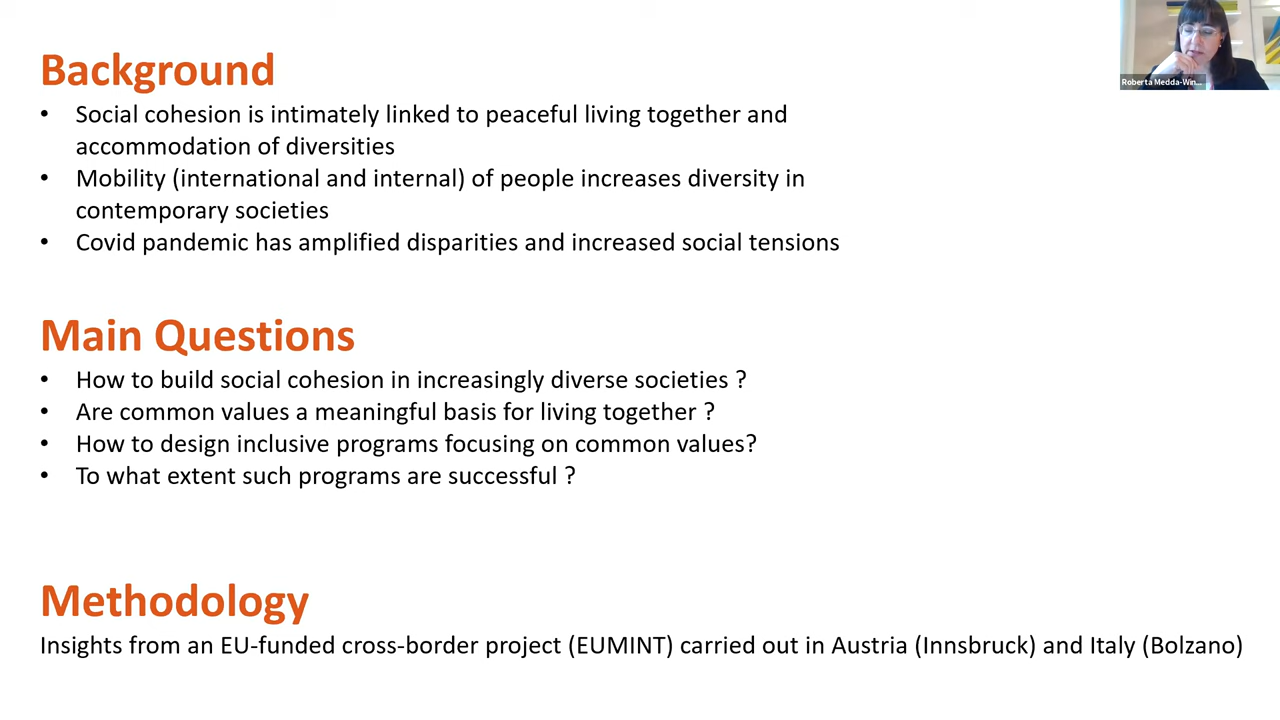 Background
• Social cohesion is intimately linked to peaceful living together and
accommodation of diversities
• Mobility (international and internal) of people increases diversity in
contemporary societies
• Covid pandemic has amplified disparities and increased social tensions
Main Questions
• How to build social cohesion in increasingly diverse societies ?
• Are common values a meaningful basis for living together ?
• How to design inclusive programs focusing on common values?
• To what extent such programs are successful ?
Methodology
Insights from an EU-funded cross-border project (EUMINT) carried out in Austria (Innsbruck) and Italy (Bolzano)
Roberta Medda-Win...